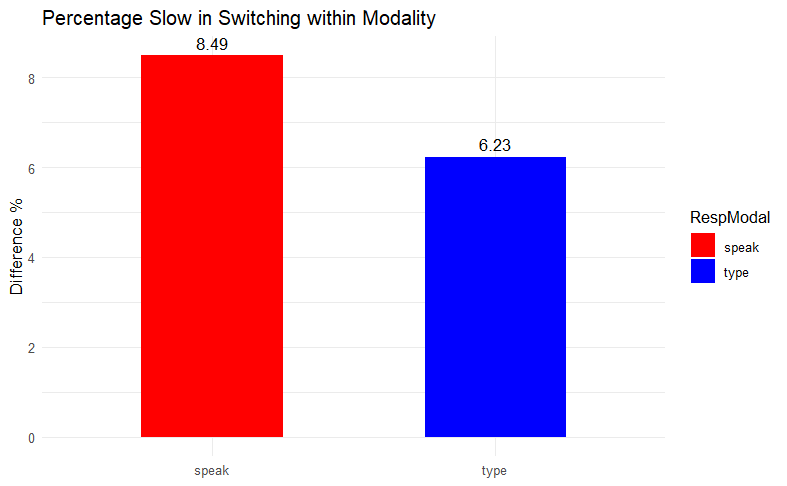 Percentage Slow in Switching within Modality
8.49
8
6.23
6
4
2
0
Difference %
speak
type
RespModal
speak
type